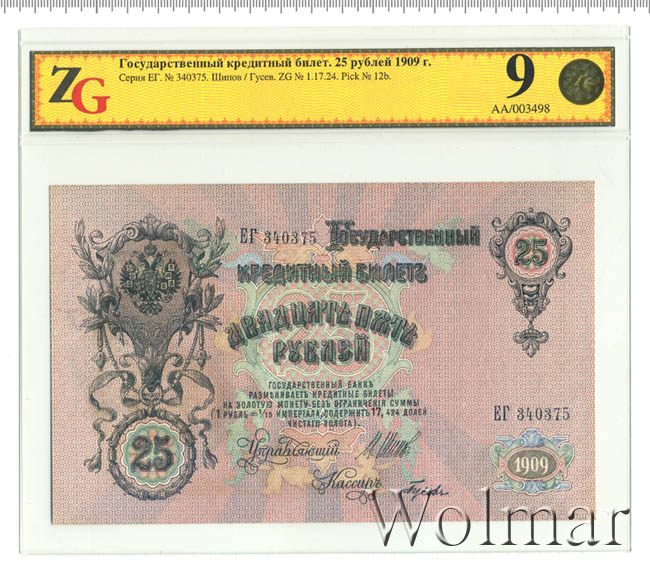 ZG
Государственный кредитный билет. 25 рублей 1909 г.
Серия ЕГ. № 340375. Шипов / Гусев. ZG № 1.17.24. Pick № 12b.
9
АА/003498
ЕГ 340375 Государственный
25
Кредитный Билетъ
Двадцать пять
рублей
Государственный Банкъ
размѣниваетъ кредитные билеты
на золотую монету безъ ограниченія суммы
(1 рубль = 1/15 имперіала, содержитъ 17,424 долей
чистаго золота).
ЕГ 340375
Управляющій
25
1909
Кассиръ
Wolmar